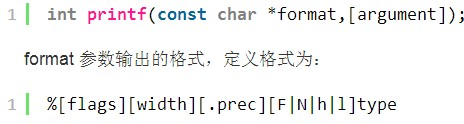 1 int printf(const char *format,[argument]);
format 参数输出的格式，定义格式为：
1 %[flags][width][.prec][F|N|h|l]type